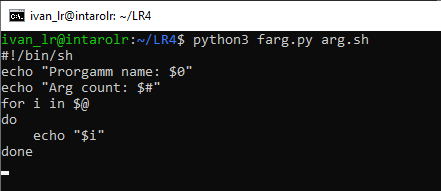 ivan_lr@intarolr: ~/LR4
ivan_lr@intarolr:~/LR4$ python3 farg.py arg.sh
#!/bin/sh
echo "Prorgamm name: $0"
echo "Arg count: $#"
for i in $@
do
    echo "$i"
done